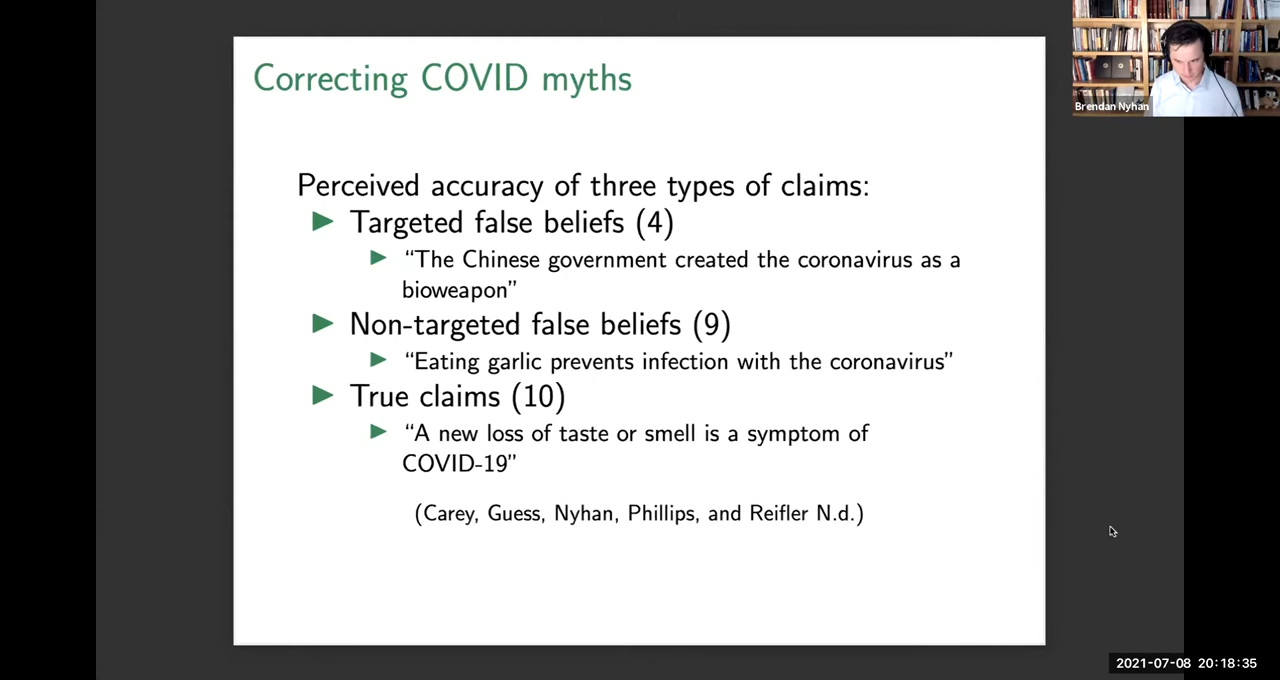 Correcting COVID myths
Brendan Nyhan
Perceived accuracy of three types of claims:
▶ Targeted false beliefs (4)
▶ “The Chinese government created the coronavirus as a
bioweapon”
▶ Non-targeted false beliefs (9)
▶ “Eating garlic prevents infection with the coronavirus”
▶ True claims (10)
▶ “A new loss of taste or smell is a symptom of
COVID-19”
(Carey, Guess, Nyhan, Phillips, and Reifler N.d.)
2021-07-08 20:18:35